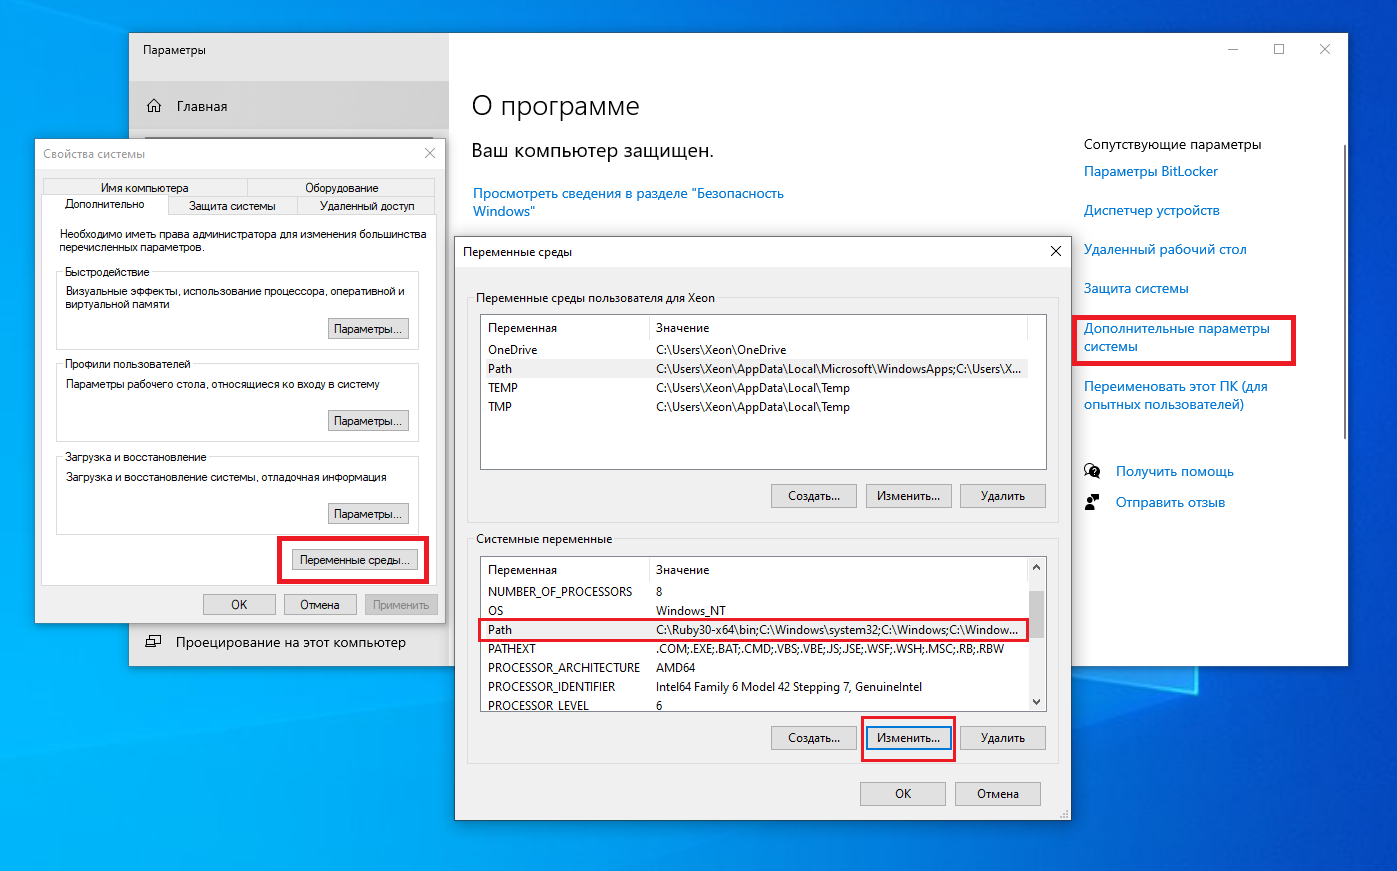 Параметры
Главная
О программе
Ваш компьютер защищен.
Просмотреть сведения в разделе "Безопасность
Windows"
Сопутствующие параметры
Параметры BitLocker
Диспетчер устройств
Удаленный рабочий стол
Защита системы
Дополнительные параметры
системы
Переименовать этот ПК (для
опытных пользователей)
Получить помощь
Отправить отзыв
Проецирование на этот компьютер
Свойства системы
Имя компьютера
Оборудование
Дополнительно
Защита системы
Удаленный доступ
Необходимо иметь права администратора для изменения большинства
перечисленных параметров.
Быстродействие
Визуальные эффекты, использование процессора, оперативной и
виртуальной памяти
Параметры...
Профили пользователей
Параметры рабочего стола, относящиеся ко входу в систему
Параметры...
Загрузка и восстановление
Загрузка и восстановление системы, отладочная информация
Параметры...
Переменные среды...
ОК
Отмена
Применить
Переменные среды
Переменные среды пользователя для Xeon
Переменная Значение
OneDrive C:\Users\Xeon\OneDrive
Path C:\Users\Xeon\AppData\Local\Microsoft\WindowsApps;C:\Users\X...
TEMP C:\Users\Xeon\AppData\Local\Temp
TMP C:\Users\Xeon\AppData\Local\Temp
Создать... Изменить... Удалить
Системные переменные
Переменная Значение
NUMBER_OF_PROCESSORS 8
OS Windows_NT
Path C:\Ruby30-x64\bin;C:\Windows\system32;C:\Windows;C:\Window...
PATHEXT .COM;.EXE;.BAT;.CMD;.VBS;.VBE;.JS;.JSE;.WSF;.WSH;.MSC;.RB;.RBW
PROCESSOR_ARCHITECTURE AMD64
PROCESSOR_IDENTIFIER Intel64 Family 6 Model 42 Stepping 7, GenuineIntel
PROCESSOR_LEVEL 6
Создать... Изменить... Удалить
ОК Отмена